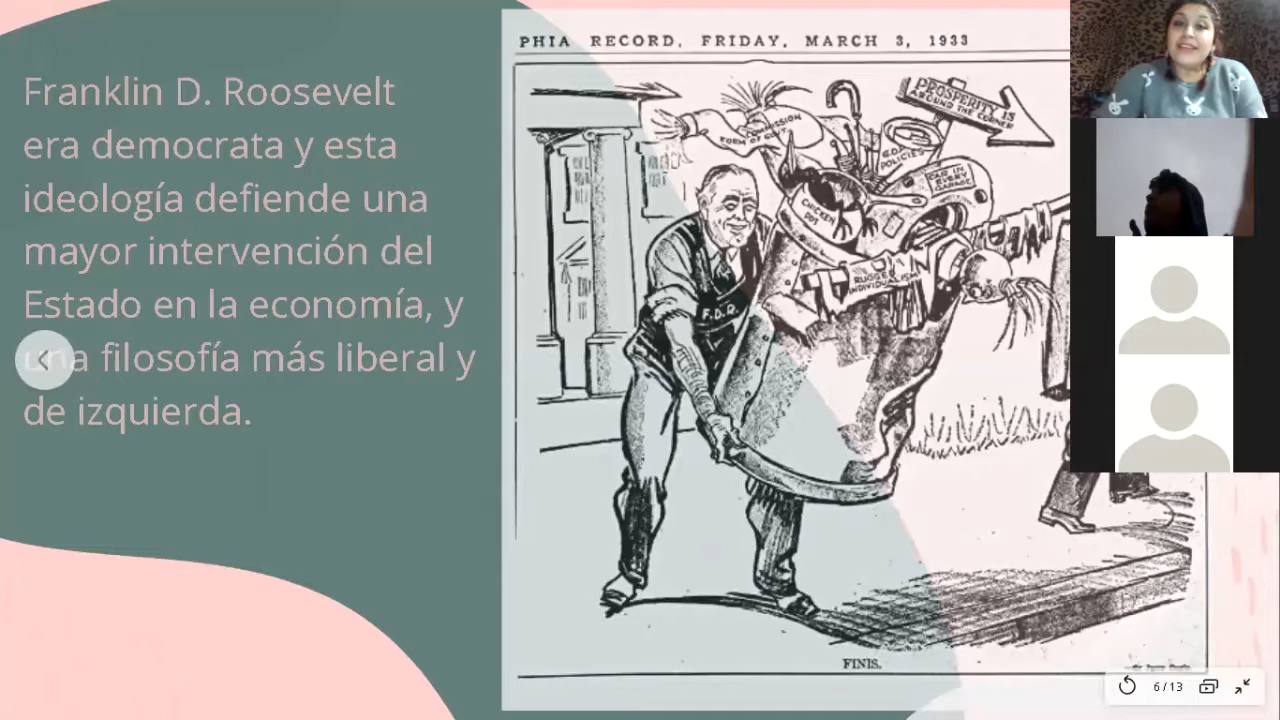 Franklin D. Roosevelt
era democrata y esta
ideología defiende una
mayor intervención del
Estado en la economía, y
una filosofía más liberal y
de izquierda.
PHIA RECORD, FRIDAY, MARCH 3, 1933
PROSPERITY IS
AROUND THE CORNER
COMMISSION
FORM OF GOV'T
G.O.P.
POLICIES
CAR IN
EVERY
GARAGE
CHICKEN
POT
RUGGED
INDIVIDUALISM
F.D.R.
FINIS.
6/13